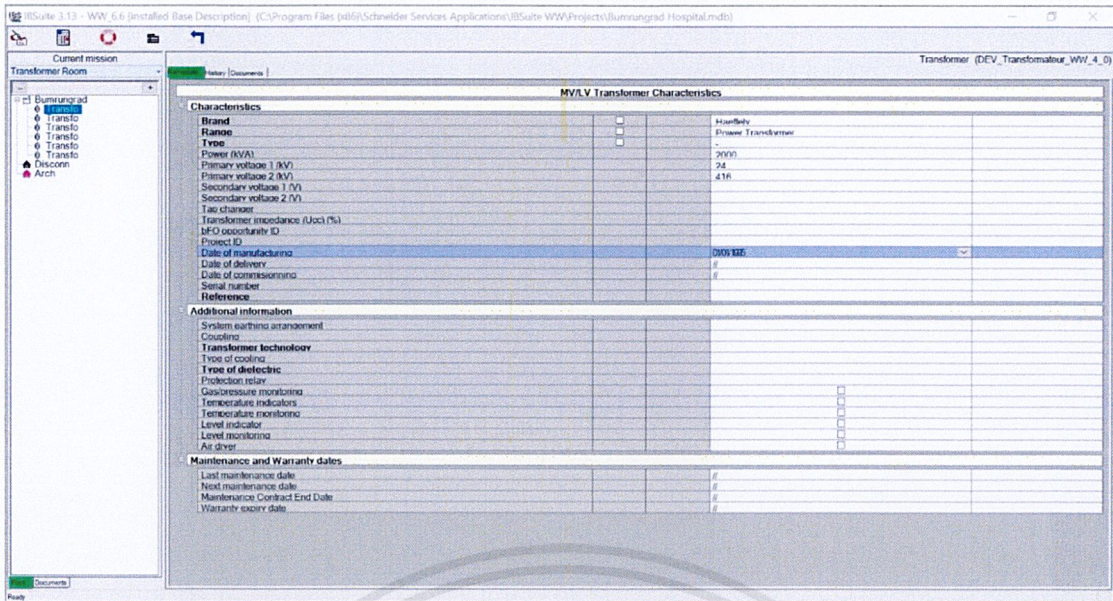 IBSuite 3.13 - WW_6.6 [Installed Base Description] (C:\Program Files (x86)\Schneider Services Applications\IBSuite WW\Projects\Bumrungrad Hospital.mdb)
Current mission
Transformer (DEV_Transformateur_WW_4_0)
Transformer Room
History Documents
Bumrungrad
Transfo
Transfo
Transfo
Transfo
Transfo
Transfo
Disconn
Arch
MV/LV Transformer Characteristics
Characteristics
Brand Haefely
Range Power Transformer
Type -
Power (kVA) 2000
Primary voltage 1 (kV) 24
Primary voltage 2 (kV) 416
Secondary voltage 1 (V)
Secondary voltage 2 (V)
Tap changer
Transformer impedance (Ucc) (%)
bFO opportunity ID
Project ID
Date of manufacturing 01/01/1995
Date of delivery //
Date of commisionning //
Serial number
Reference
Additional information
System earthing arrangement
Coupling
Transformer technology
Type of cooling
Type of dielectric
Protection relay
Gas/pressure monitoring
Temperature indicators
Temperature monitoring
Level indicator
Level monitoring
Air dryer
Maintenance and Warranty dates
Last maintenance date //
Next maintenance date //
Maintenance Contract End Date //
Warranty expiry date //
Documents
Ready